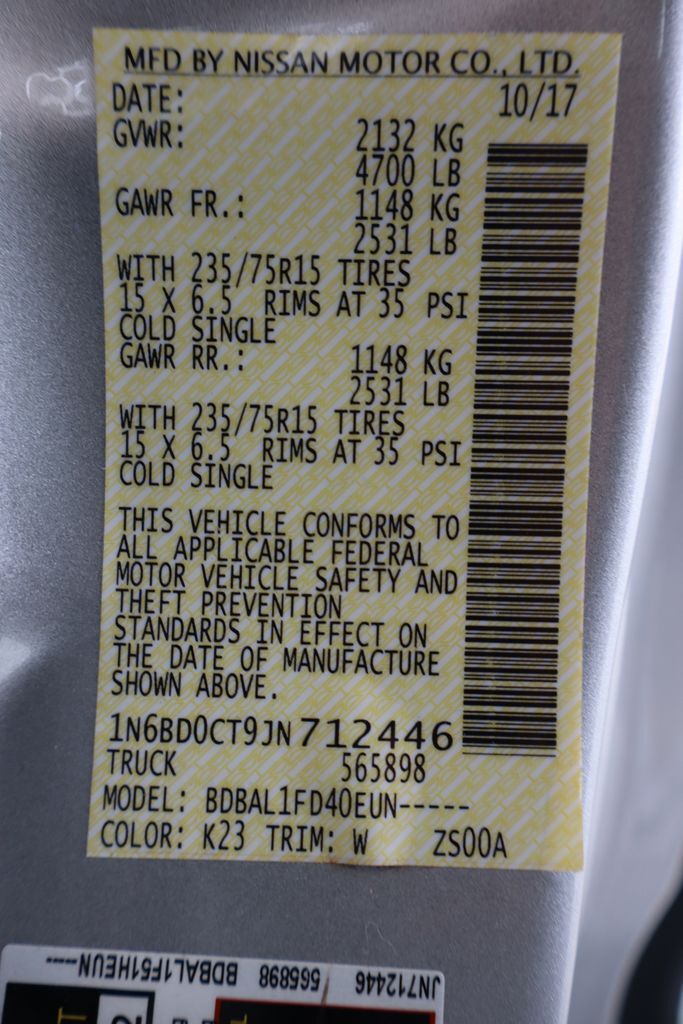 MFD BY NISSAN MOTOR CO., LTD.
DATE: 10/17
GVWR: 2132 KG
4700 LB
GAWR FR.: 1148 KG
2531 LB
WITH 235/75R15 TIRES
15 X 6.5 RIMS AT 35 PSI
COLD SINGLE
GAWR RR.: 1148 KG
2531 LB
WITH 235/75R15 TIRES
15 X 6.5 RIMS AT 35 PSI
COLD SINGLE
THIS VEHICLE CONFORMS TO
ALL APPLICABLE FEDERAL
MOTOR VEHICLE SAFETY AND
THEFT PREVENTION
STANDARDS IN EFFECT ON
THE DATE OF MANUFACTURE
SHOWN ABOVE.
1N6BD0CT9JN712446
TRUCK 565898
MODEL: BDBAL1FD40EUN-----
COLOR: K23 TRIM: W ZS00A
JN712446 565898 BDBAL1F51HEUN----